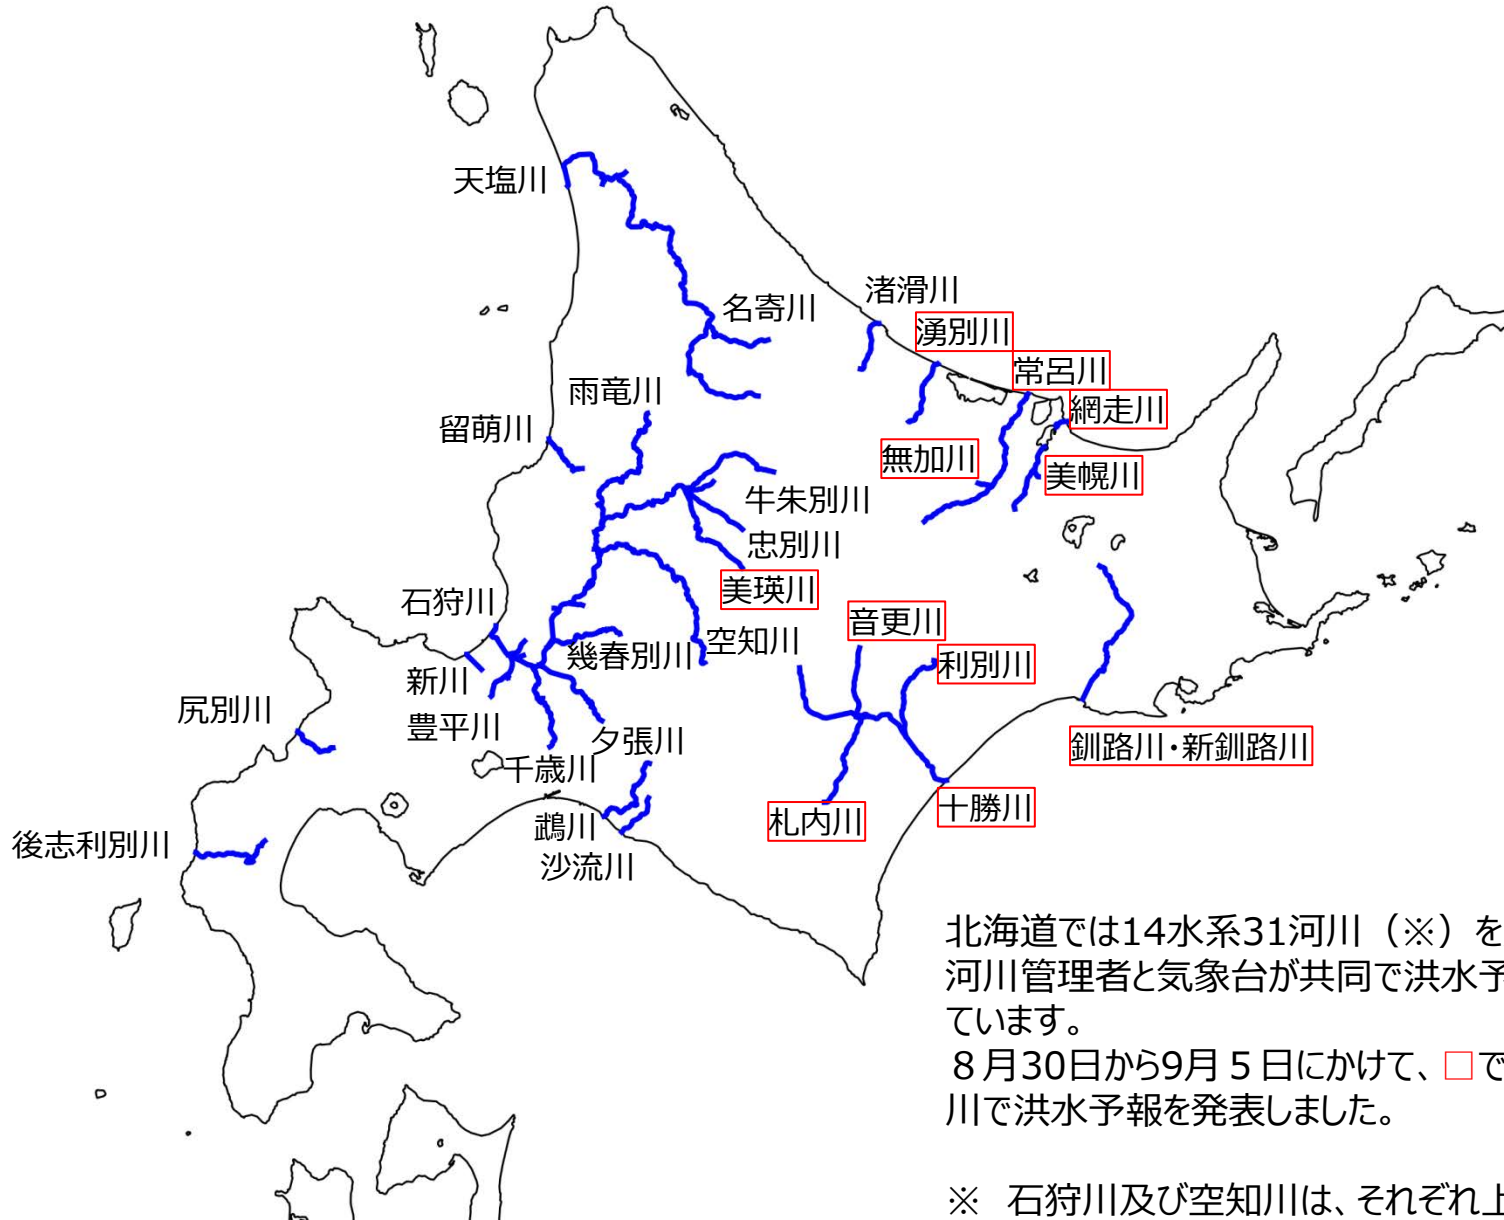 天塩川
名寄川
渚滑川
湧別川
常呂川
網走川
雨竜川
留萌川
無加川
美幌川
牛朱別川
忠別川
美瑛川
石狩川
音更川
幾春別川
空知川
利別川
新川
尻別川
豊平川
夕張川
釧路川・新釧路川
千歳川
十勝川
札内川
鵡川
後志利別川
沙流川
北海道では14水系31河川（※）を
河川管理者と気象台が共同で洪水予
ています。
８月30日から9月５日にかけて、□で
川で洪水予報を発表しました。
※　石狩川及び空知川は、それぞれ上